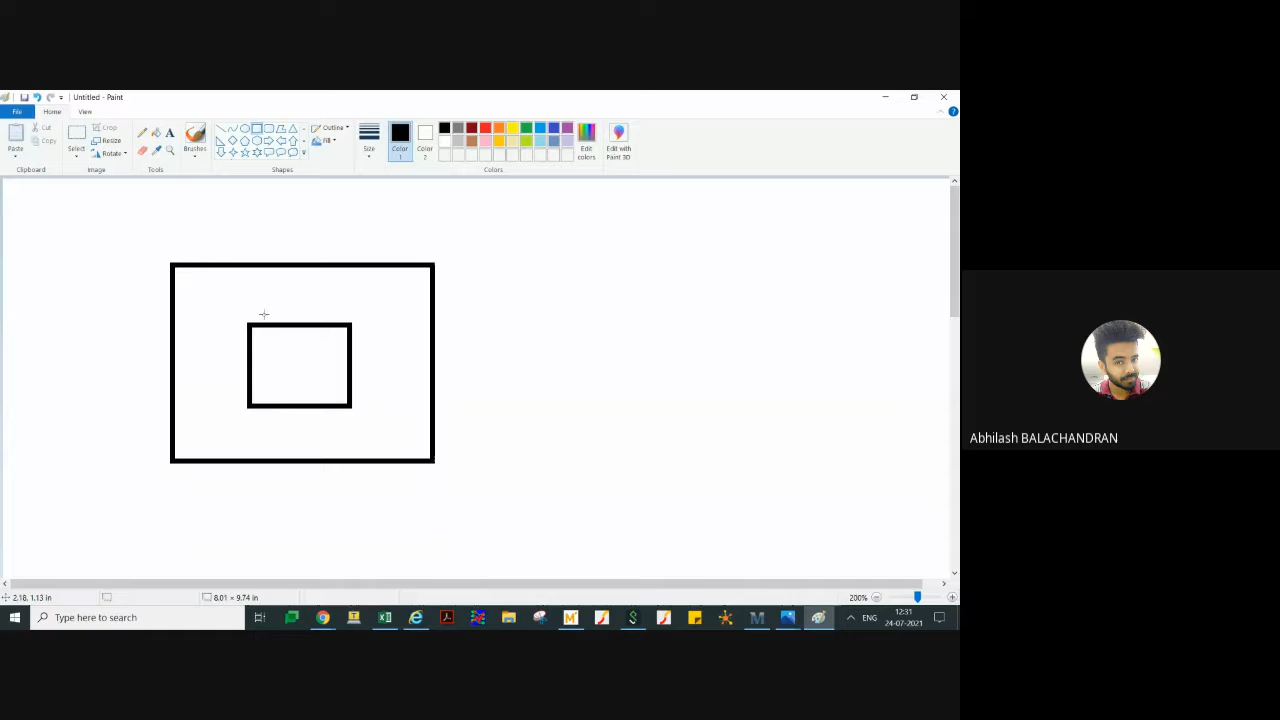 Untitled - Paint
File Home View
Paste
Cut
Copy
Clipboard
Select
Crop
Resize
Rotate
Image
A
Tools
Brushes
Shapes
Outline
Fill
Size
Color 1
Color 2
Edit colors
Colors
Edit with Paint 3D
Abhilash BALACHANDRAN
2.18, 1.13 in
8.01 × 9.74 in
200%
Type here to search
ENG
12:31
24-07-2021